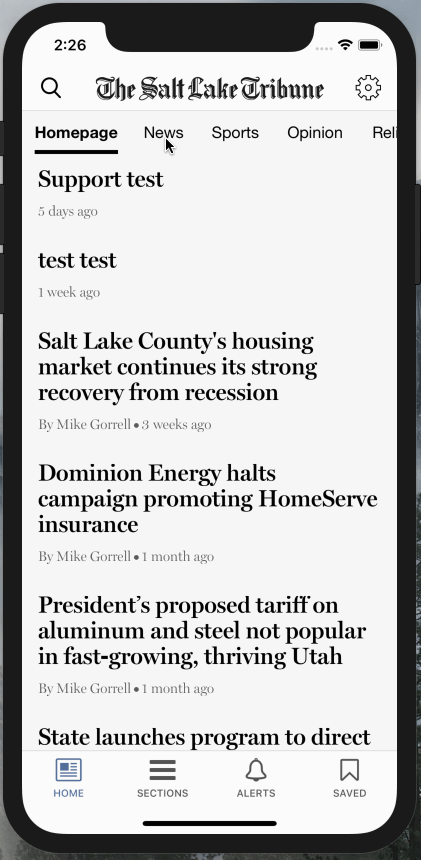 2:26
The Salt Lake Tribune
Homepage News Sports Opinion Reli
Support test
5 days ago
test test
1 week ago
Salt Lake County's housing
market continues its strong
recovery from recession
By Mike Gorrell • 3 weeks ago
Dominion Energy halts
campaign promoting HomeServe
insurance
By Mike Gorrell • 1 month ago
President’s proposed tariff on
aluminum and steel not popular
in fast-growing, thriving Utah
By Mike Gorrell • 1 month ago
State launches program to direct
HOME SECTIONS ALERTS SAVED